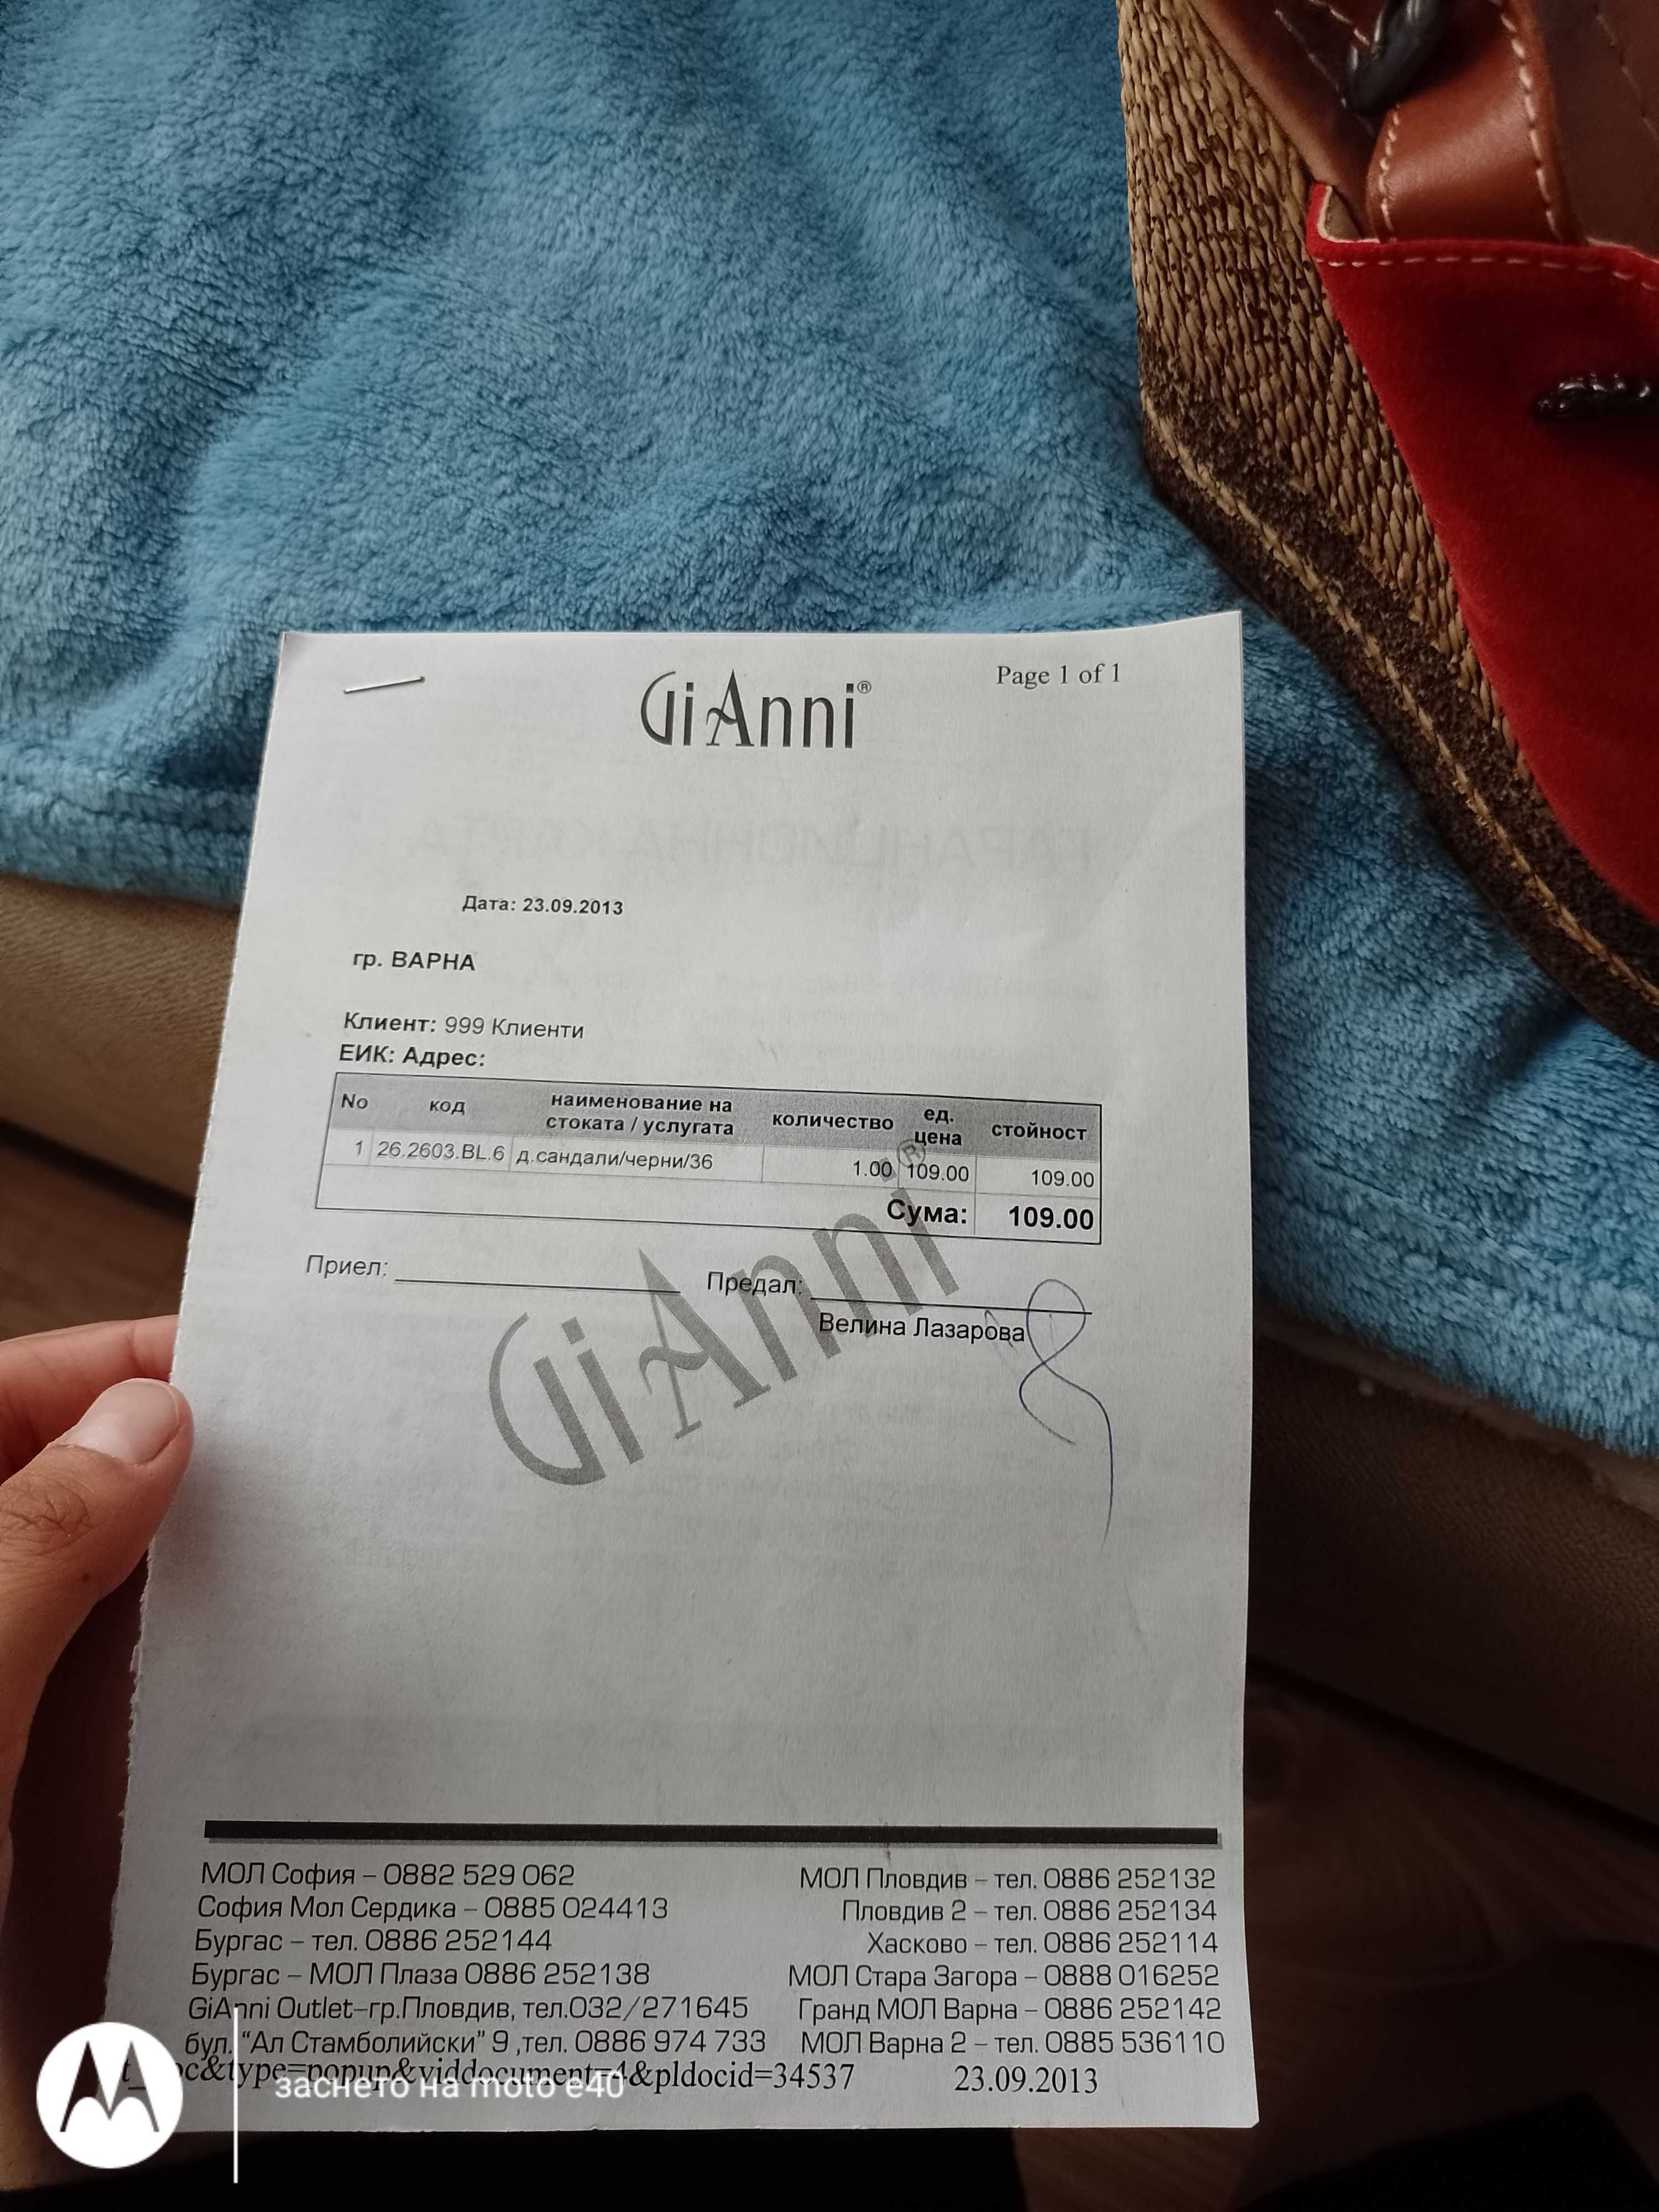 GiAnni®
Page 1 of 1
ГАРАНЦИОННА КАРТА
Дата: 23.09.2013
гр. ВАРНА
Клиент: 999 Клиенти
ЕИК: Адрес:
No код наименование на стоката / услугата количество ед. цена стойност
1 26.2603.BL.6 д.сандали/черни/36 1.00 109.00 109.00
Сума: 109.00
Приел: Предал:
Велина Лазарова
GiAnni®
МОЛ София – 0882 529 062
София Мол Сердика – 0885 024413
Бургас – тел. 0886 252144
Бургас – МОЛ Плаза 0886 252138
GiAnni Outlet–гр.Пловдив, тел.032/271645
бул. “Ал Стамболийски” 9 ,тел. 0886 974 733
МОЛ Пловдив – тел. 0886 252132
Пловдив 2 – тел. 0886 252134
Хасково – тел. 0886 252114
МОЛ Стара Загора – 0888 016252
Гранд МОЛ Варна – 0886 252142
МОЛ Варна 2 – тел. 0885 536110
c&type=popup&viddocument=4&pldocid=34537 23.09.2013
заснето на moto e40